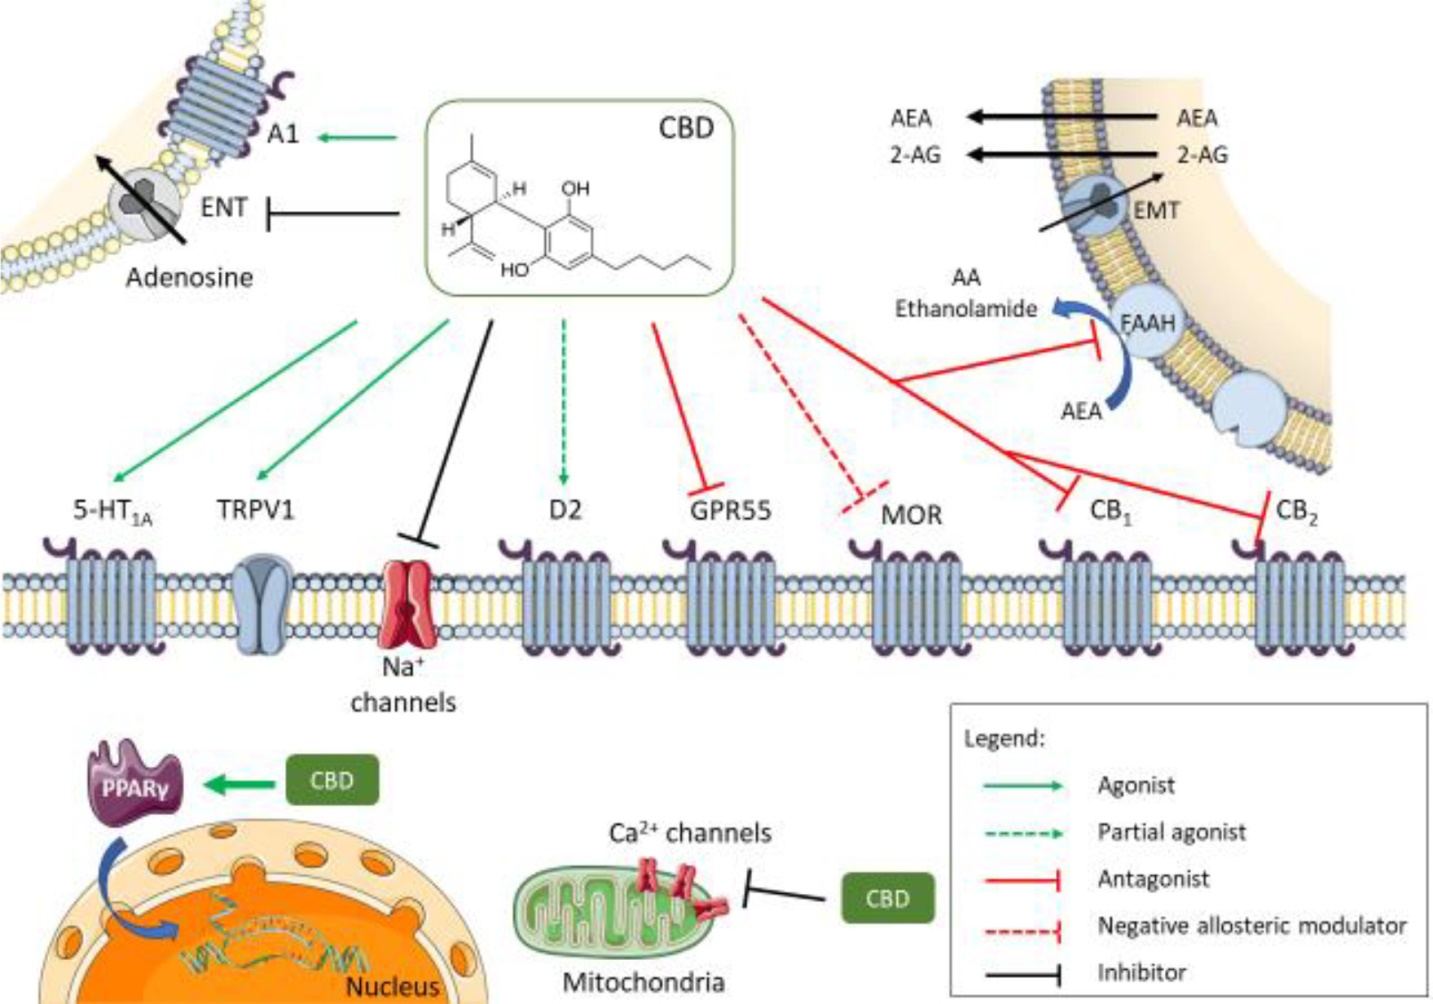 A1
CBD
H
OH
H
HO
ENT
Adenosine
AEA
AEA
2-AG
2-AG
EMT
AA
Ethanolamide
FAAH
AEA
5-HT1A
TRPV1
D2
GPR55
MOR
CB1
CB2
Na+
channels
PPARγ
CBD
Nucleus
Ca2+ channels
CBD
Mitochondria
Legend:
Agonist
Partial agonist
Antagonist
Negative allosteric modulator
Inhibitor